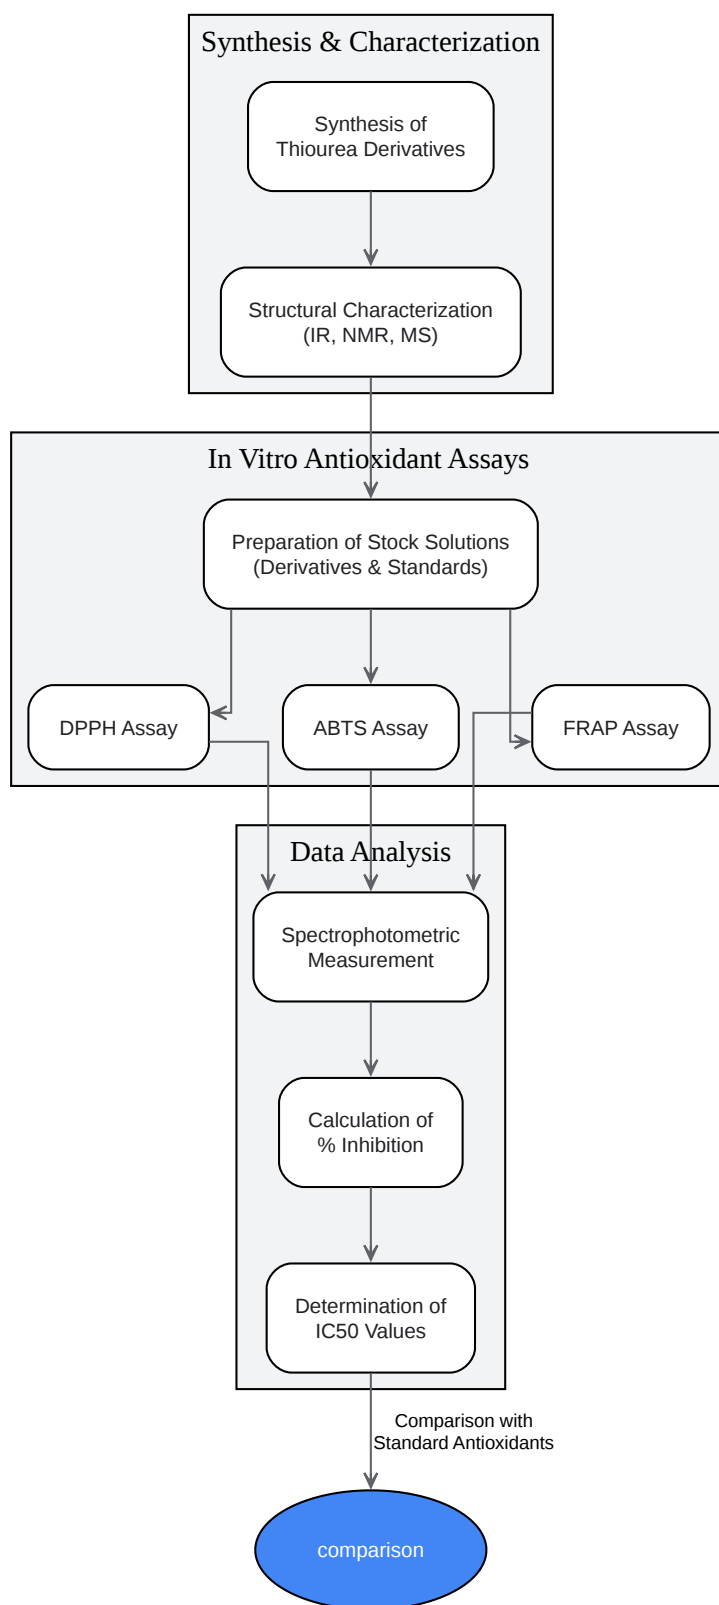 Synthesis & Characterization
Synthesis of
Thiourea Derivatives
Structural Characterization
(IR, NMR, MS)
In Vitro Antioxidant Assays
Preparation of Stock Solutions
(Derivatives & Standards)
DPPH Assay
ABTS Assay
FRAP Assay
Data Analysis
Spectrophotometric
Measurement
Calculation of
% Inhibition
Determination of
IC50 Values
Comparison with
Standard Antioxidants
comparison